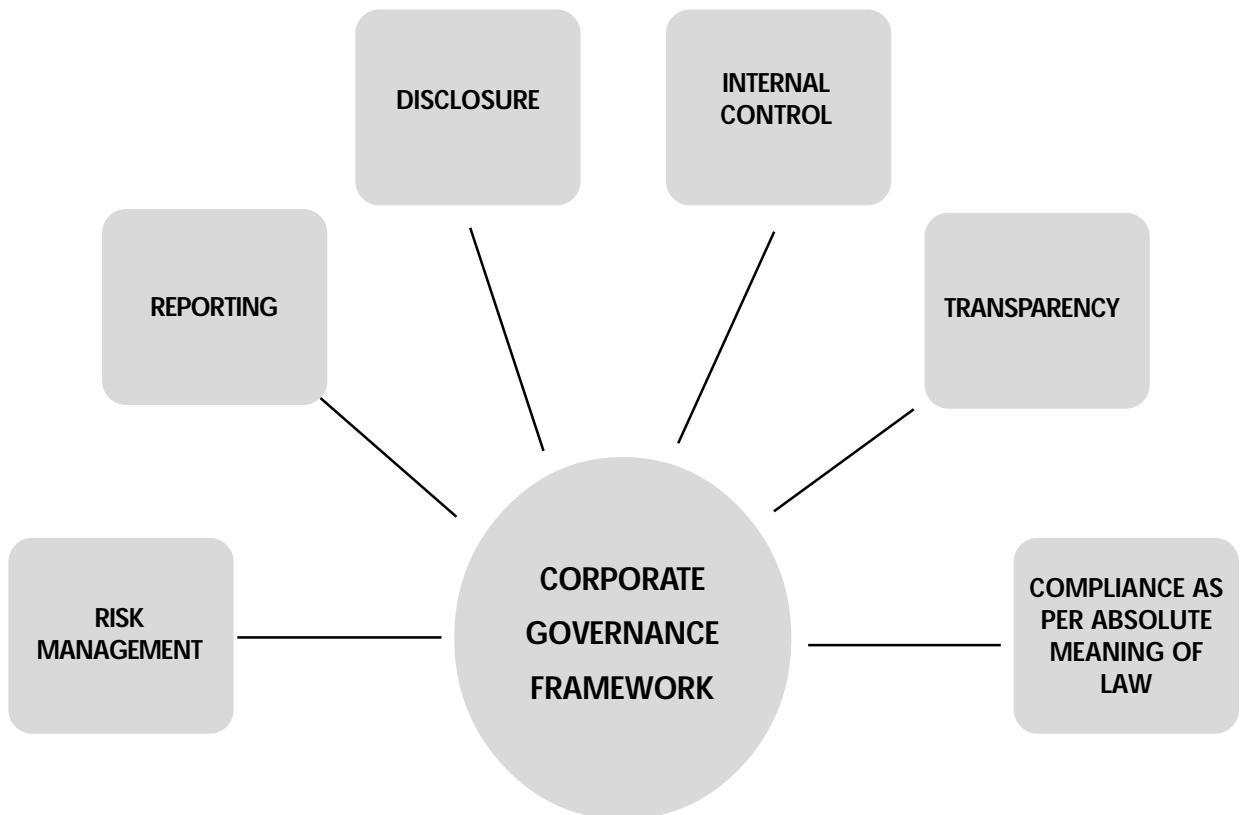 DISCLOSURE
INTERNAL
CONTROL
REPORTING
TRANSPARENCY
RISK
MANAGEMENT
CORPORATE
GOVERNANCE
FRAMEWORK
COMPLIANCE AS
PER ABSOLUTE
MEANING OF
LAW